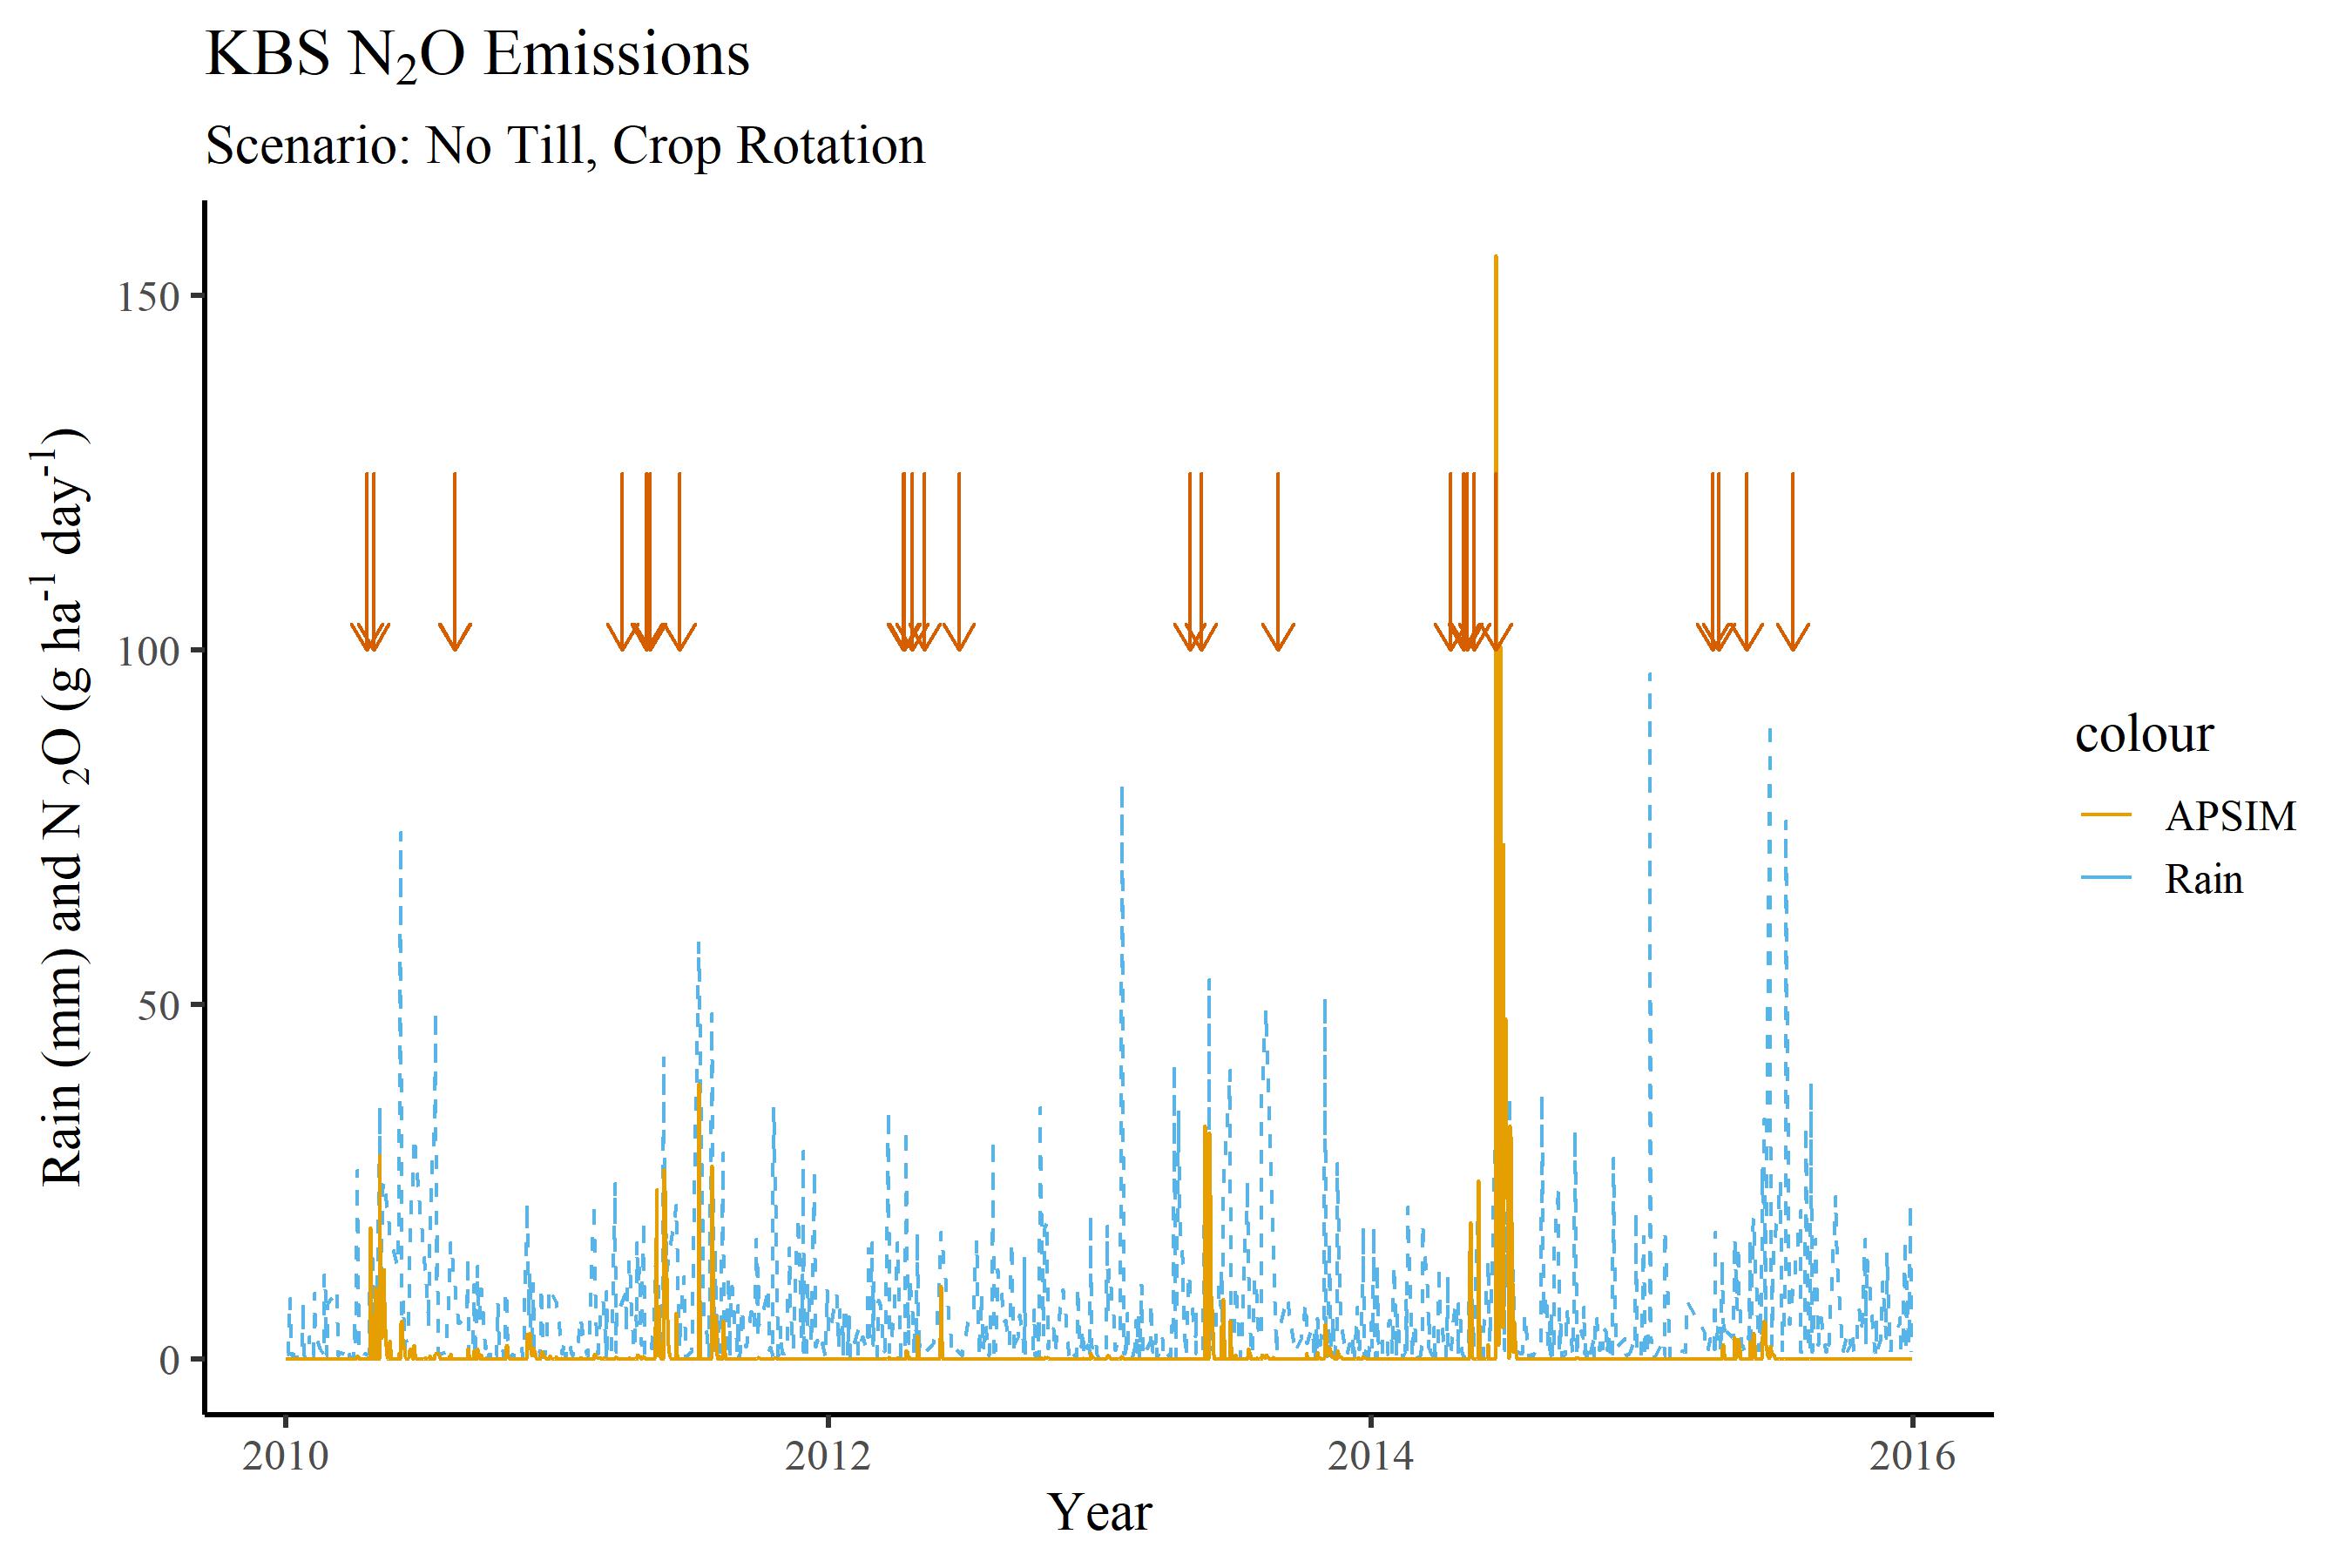 KBS N₂O Emissions
Scenario: No Till, Crop Rotation
Rain (mm) and N ₂O (g ha⁻¹ day⁻¹)
150
100
50
0
2010 2012 2014 2016
Year
colour
APSIM
Rain